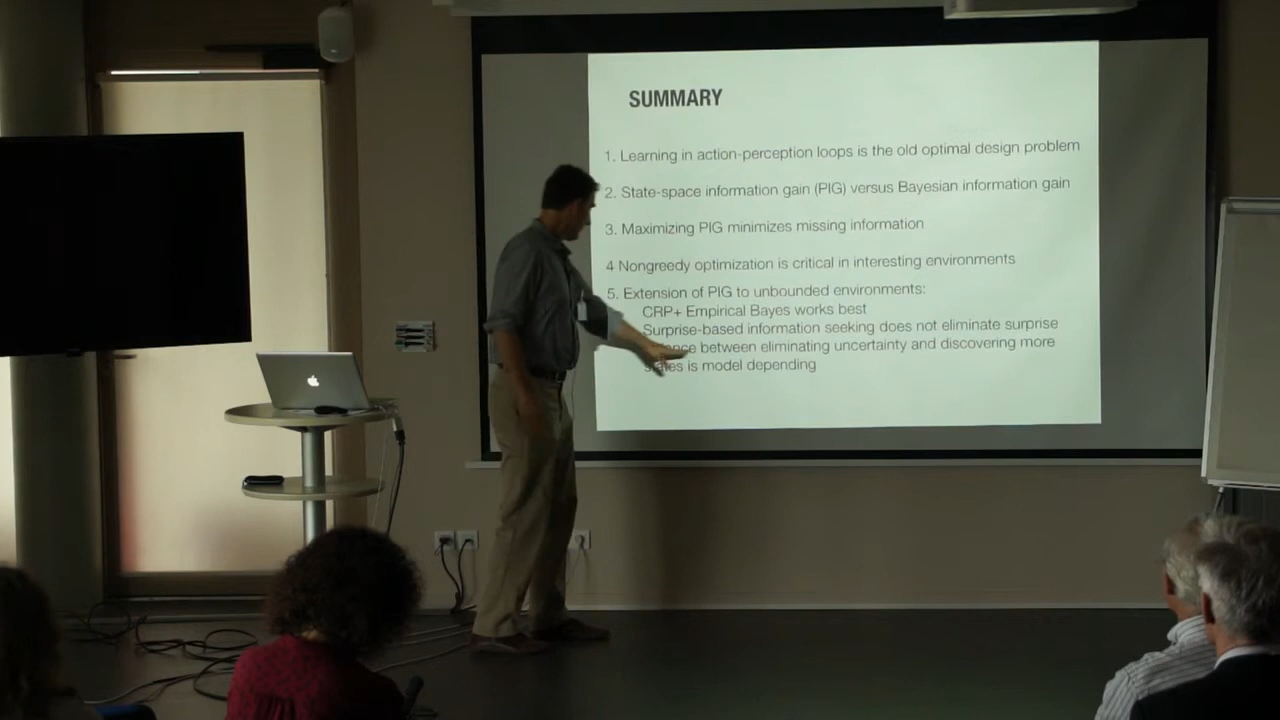 SUMMARY
1. Learning in action-perception loops is the old optimal design problem
2. State-space information gain (PIG) versus Bayesian information gain
3. Maximizing PIG minimizes missing information
4 Nongreedy optimization is critical in interesting environments
5. Extension of PIG to unbounded environments:
CRP+ Empirical Bayes works best
Surprise-based information seeking does not eliminate surprise
between eliminating uncertainty and discovering more
states is model depending